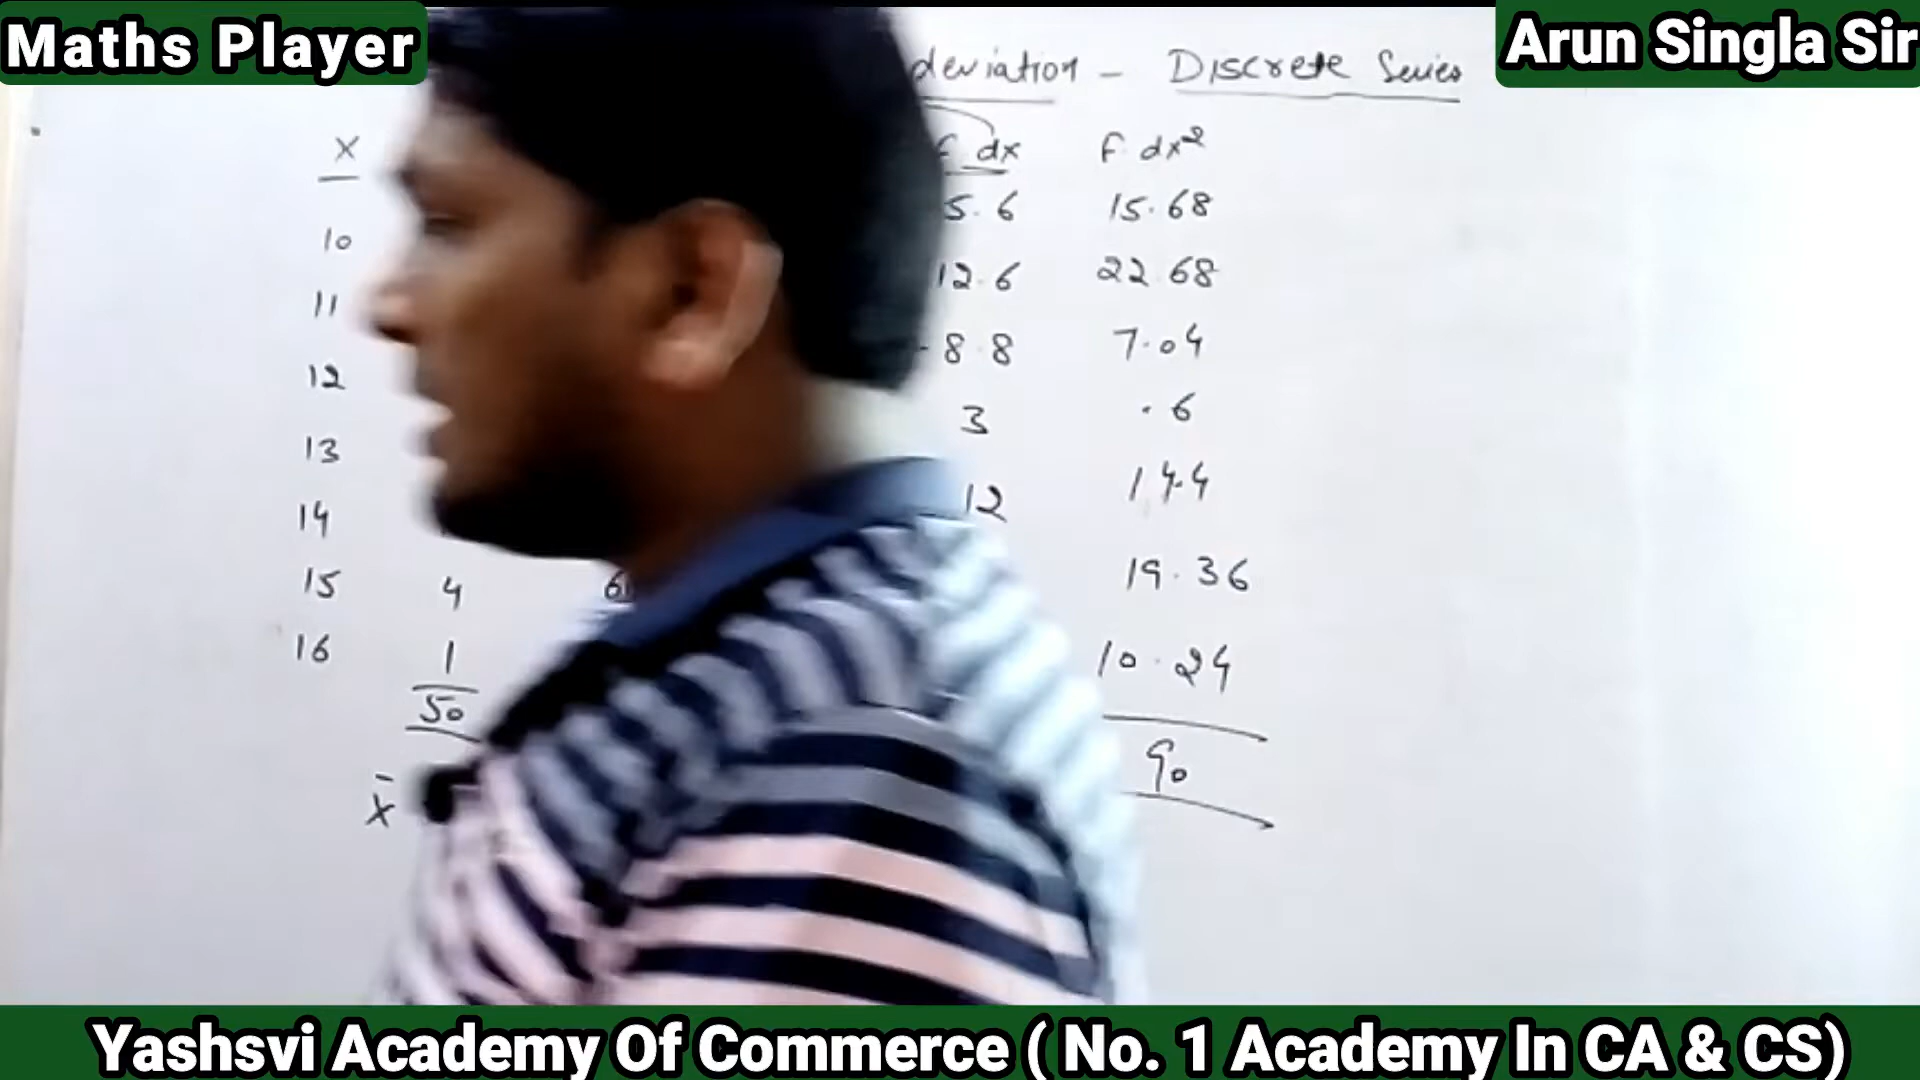 Maths Player
Arun Singla Sir
deviation - Discrete Series
X f dx f dx²
10 5.6 15.68
11 12.6 22.68
12 - 8.8 7.04
13 3 .6
14 12 14.4
15 4 19.36
16 1 10.24
50 90
x̄
Yashsvi Academy Of Commerce ( No. 1 Academy In CA & CS)